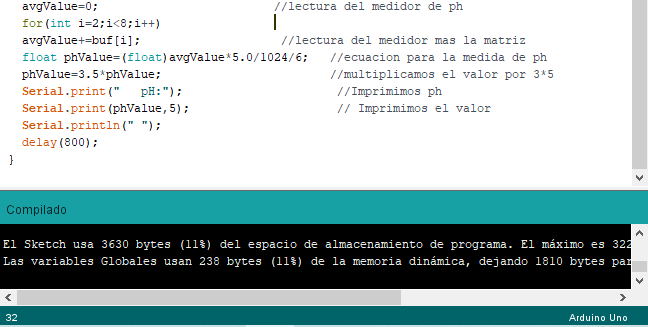 avgValue=0; //lectura del medidor de ph
for(int i=2;i<8;i++)
avgValue+=buf[i]; //lectura del medidor mas la matriz
float phValue=(float)avgValue*5.0/1024/6; //ecuacion para la medida de ph
phValue=3.5*phValue; //multiplicamos el valor por 3*5
Serial.print("   pH:"); //Imprimimos ph
Serial.print(phValue,5); // Imprimimos el valor
Serial.println(" ");
delay(800);
}
Compilado
El Sketch usa 3630 bytes (11%) del espacio de almacenamiento de programa. El máximo es 322
Las variables Globales usan 238 bytes (11%) de la memoria dinámica, dejando 1810 bytes par
32 Arduino Uno